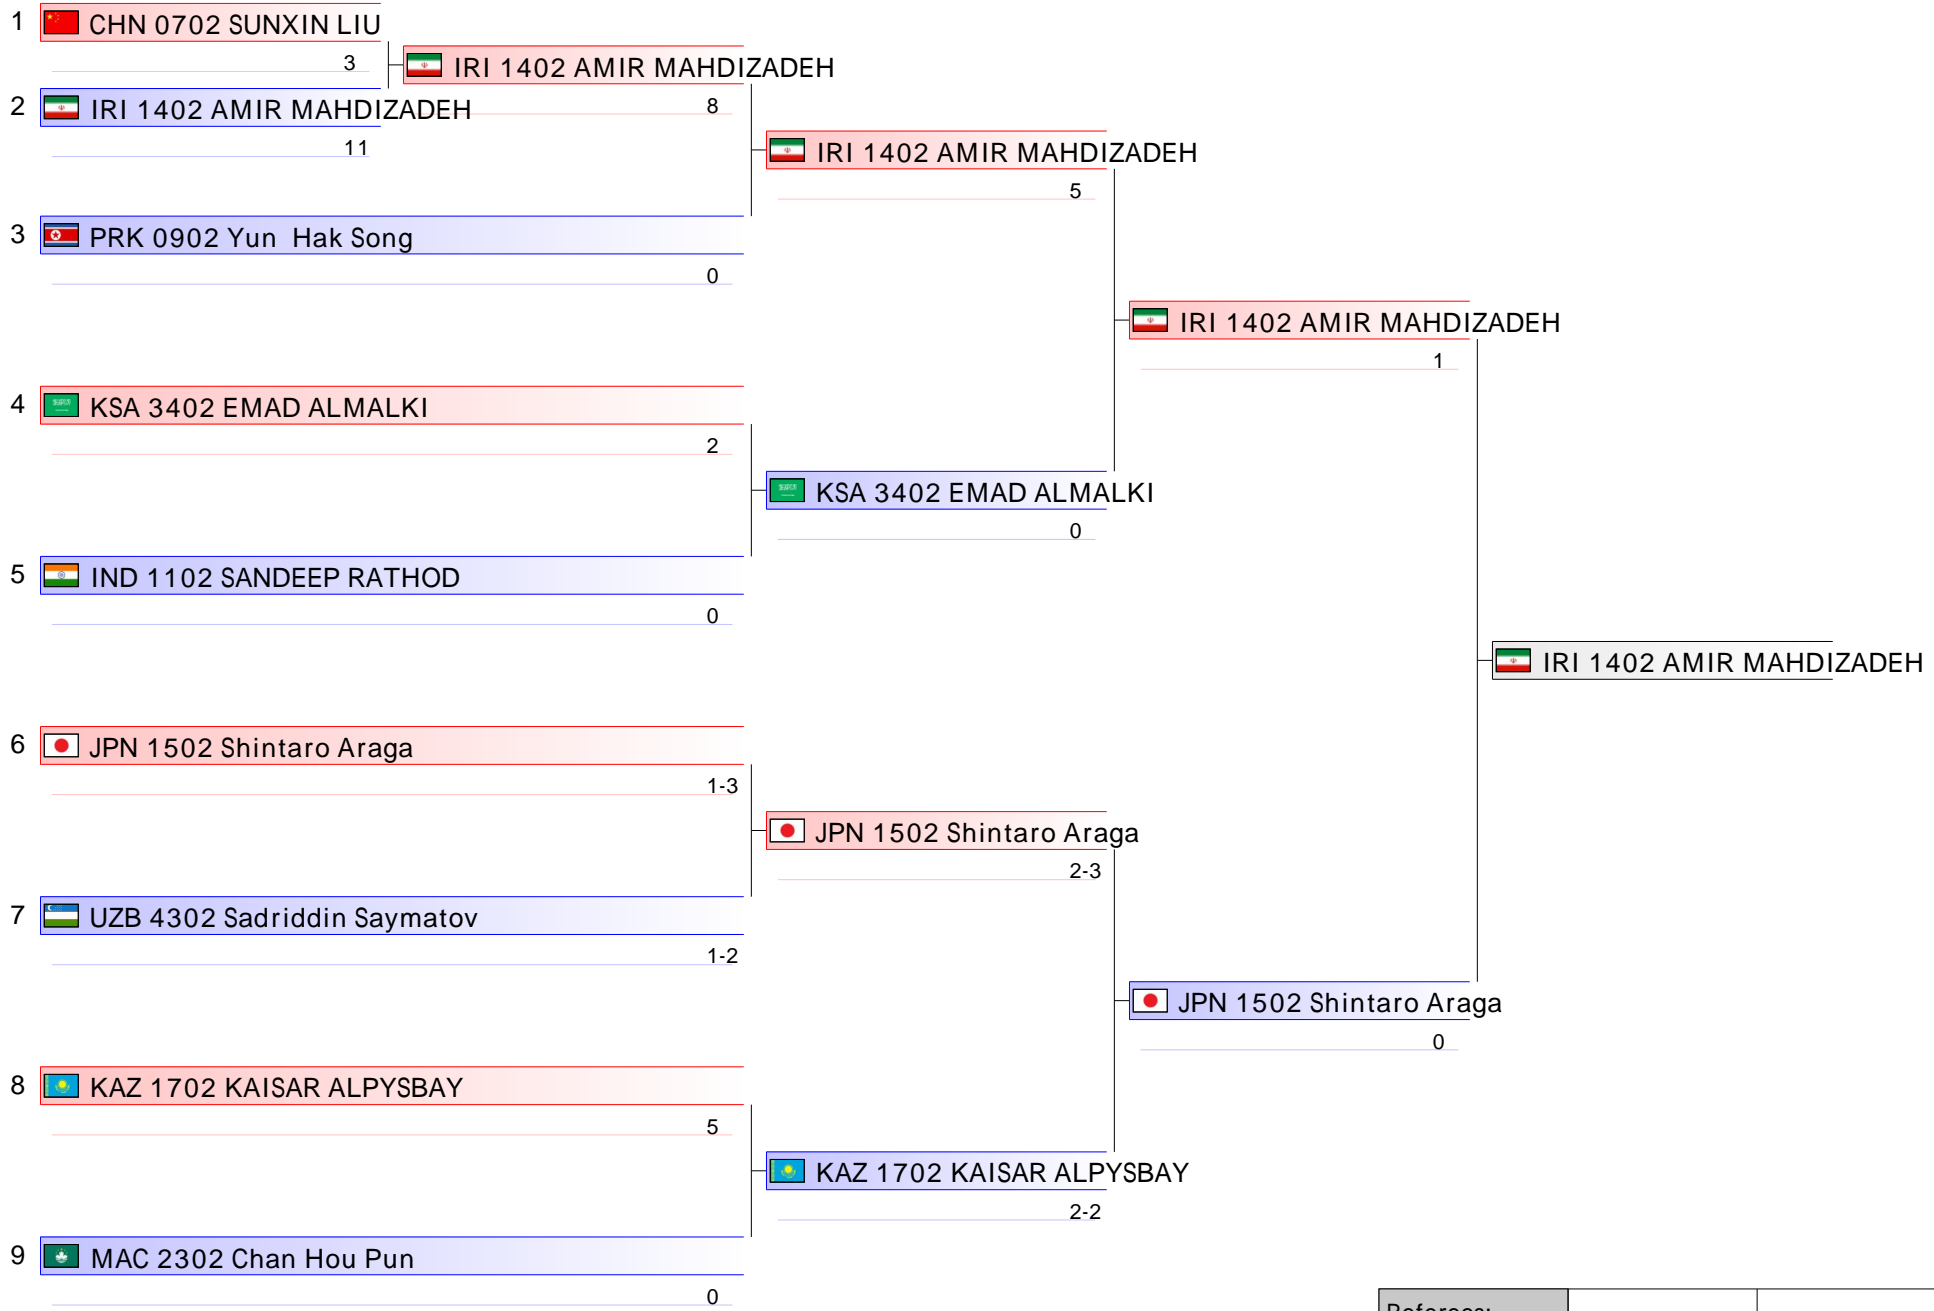 1 CHN 0702 SUNXIN LIU
3
IRI 1402 AMIR MAHDIZADEH
8
2 IRI 1402 AMIR MAHDIZADEH
11
IRI 1402 AMIR MAHDIZADEH
5
3 PRK 0902 Yun Hak Song
0
IRI 1402 AMIR MAHDIZADEH
1
4 KSA 3402 EMAD ALMALKI
2
KSA 3402 EMAD ALMALKI
0
5 IND 1102 SANDEEP RATHOD
0
IRI 1402 AMIR MAHDIZADEH
6 JPN 1502 Shintaro Araga
1-3
JPN 1502 Shintaro Araga
2-3
7 UZB 4302 Sadriddin Saymatov
1-2
JPN 1502 Shintaro Araga
0
8 KAZ 1702 KAISAR ALPYSBAY
5
KAZ 1702 KAISAR ALPYSBAY
2-2
9 MAC 2302 Chan Hou Pun
0
Referees: